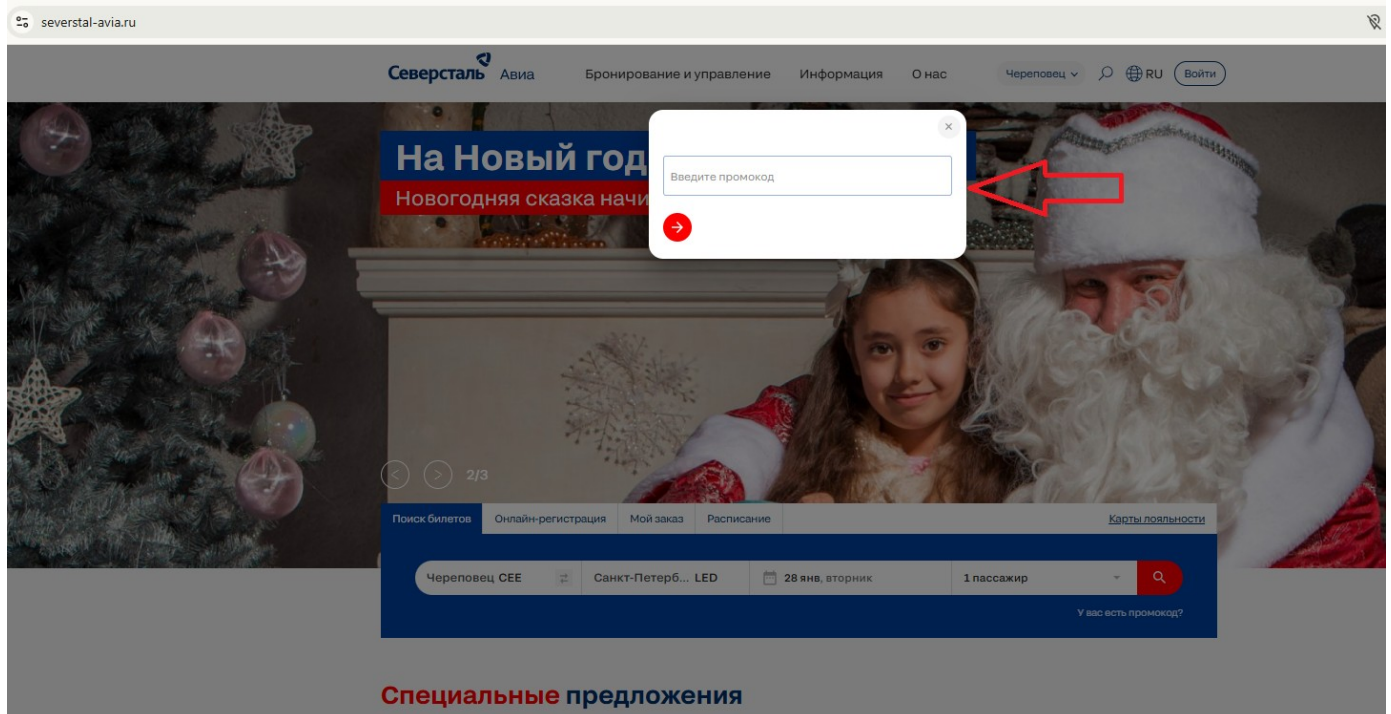 severstal-avia.ru
Северсталь Авиа Бронирование и управление Информация О нас Череповец RU Войти
На Новый год
Новогодняя сказка
Введите промокод
2/3
Поиск билетов Онлайн-регистрация Мой заказ Расписание Карты лояльности
Череповец CEE Санкт-Петерб... LED 28 янв, вторник 1 пассажир
У вас есть промокод?
Специальные предложения